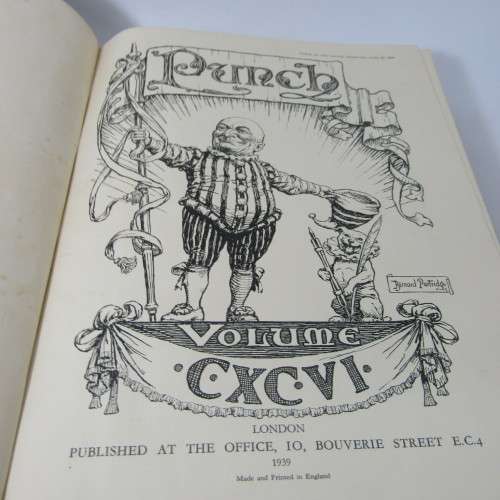 Punch
Bernard Partridge
VOLUME
·CXCVI·
LONDON
PUBLISHED AT THE OFFICE, 10, BOUVERIE STREET E.C.4
1939
Made and Printed in England